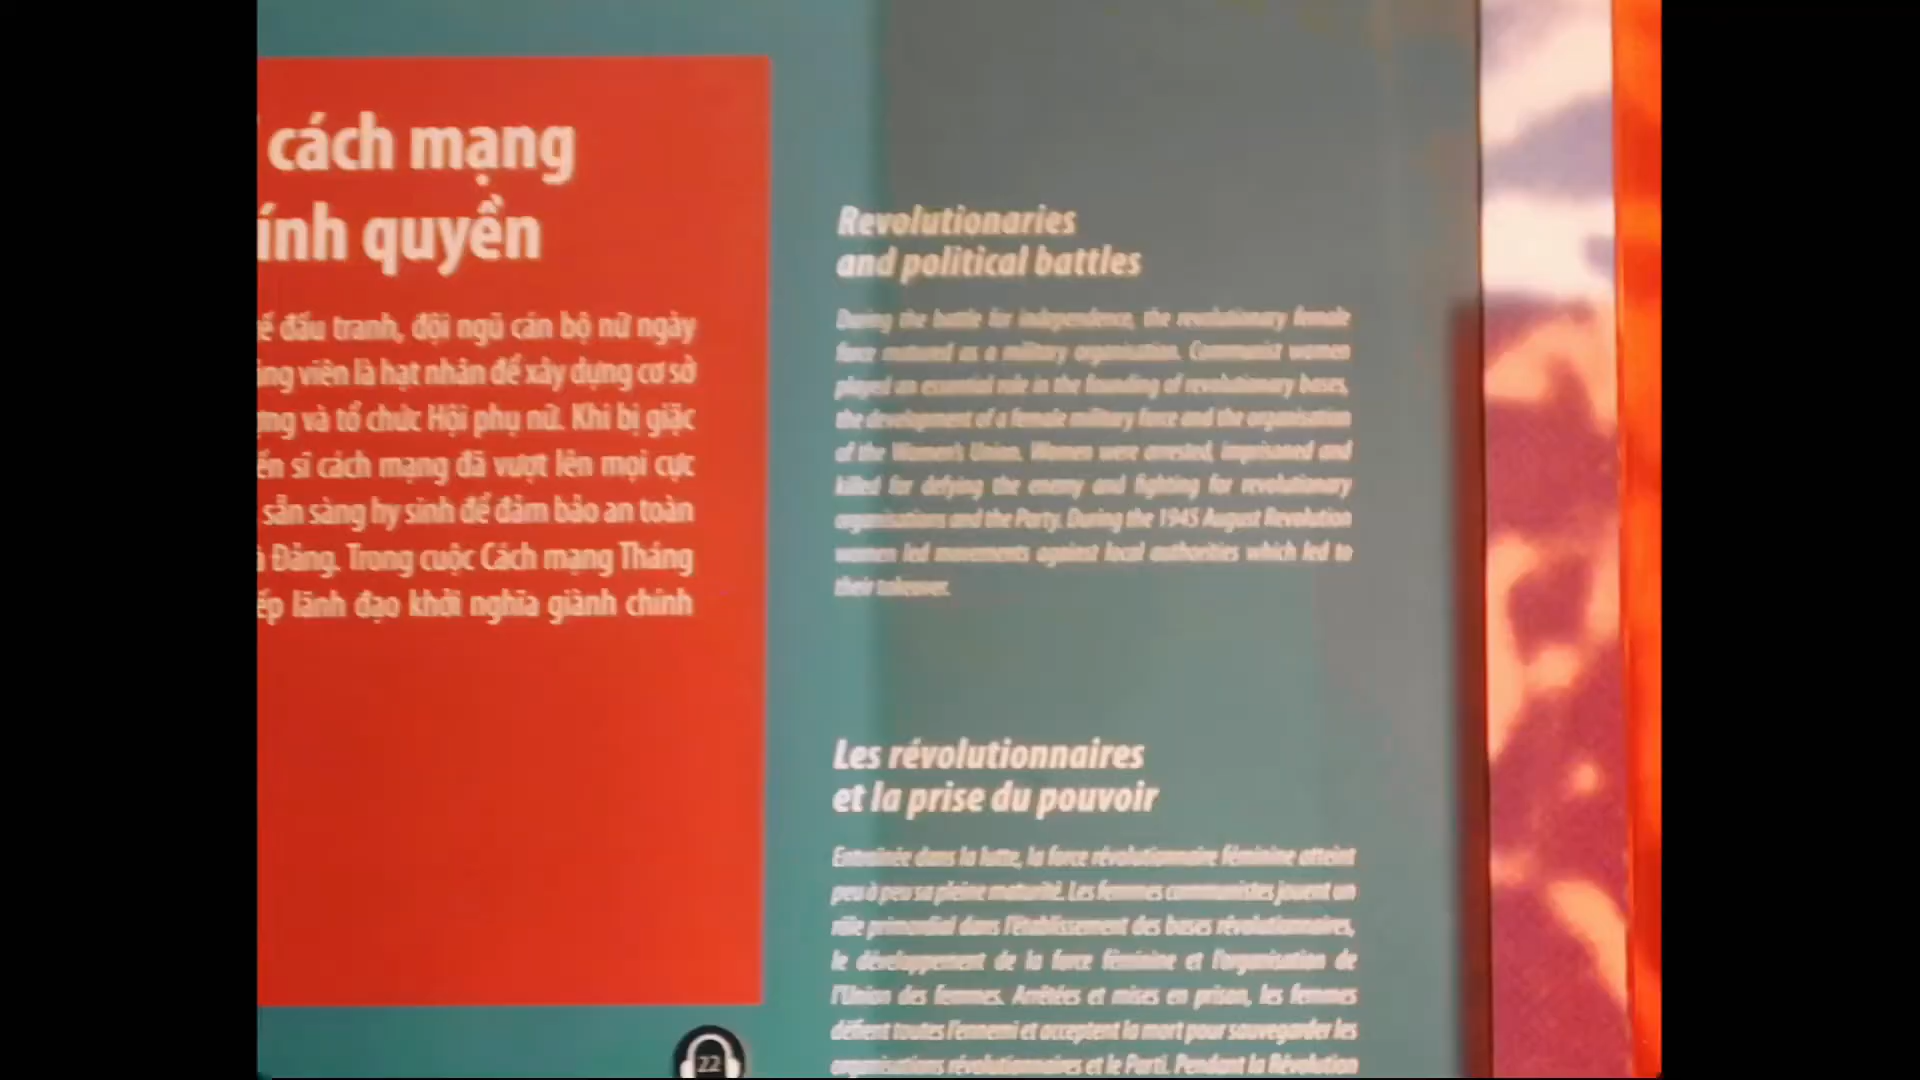 cách mạng
ính quyền
ế đấu tranh, đội ngũ cán bộ nữ ngày
ng viên là hạt nhân để xây dựng cơ sở
ng và tổ chức Hội phụ nữ. Khi bị giặc
n sĩ cách mạng đã vượt lên mọi cực
sẵn sàng hy sinh để đảm bảo an toàn
à Đảng. Trong cuộc Cách mạng Tháng
ếp lãnh đạo khởi nghĩa giành chính
22
Revolutionaries
and political battles
During the battle for independence, the revolutionary female
force matured as a military organisation. Communist women
played an essential role in the founding of revolutionary bases,
the development of a female military force and the organisation
of the Women's Union. Women were arrested, imprisoned and
killed for defying the enemy and fighting for revolutionary
organisations and the Party. During the 1945 August Revolution
women led movements against local authorities which led to
their takeover.
Les révolutionnaires
et la prise du pouvoir
Entraînée dans la lutte, la force révolutionnaire féminine atteint
peu à peu sa pleine maturité. Les femmes communistes jouent un
rôle primordial dans l'établissement des bases révolutionnaires,
le développement de la force féminine et l'organisation de
l'Union des femmes. Arrêtées et mises en prison, les femmes
défient toutes l'ennemi et acceptent la mort pour sauvegarder les
organisations révolutionnaires et le Parti. Pendant la Révolution